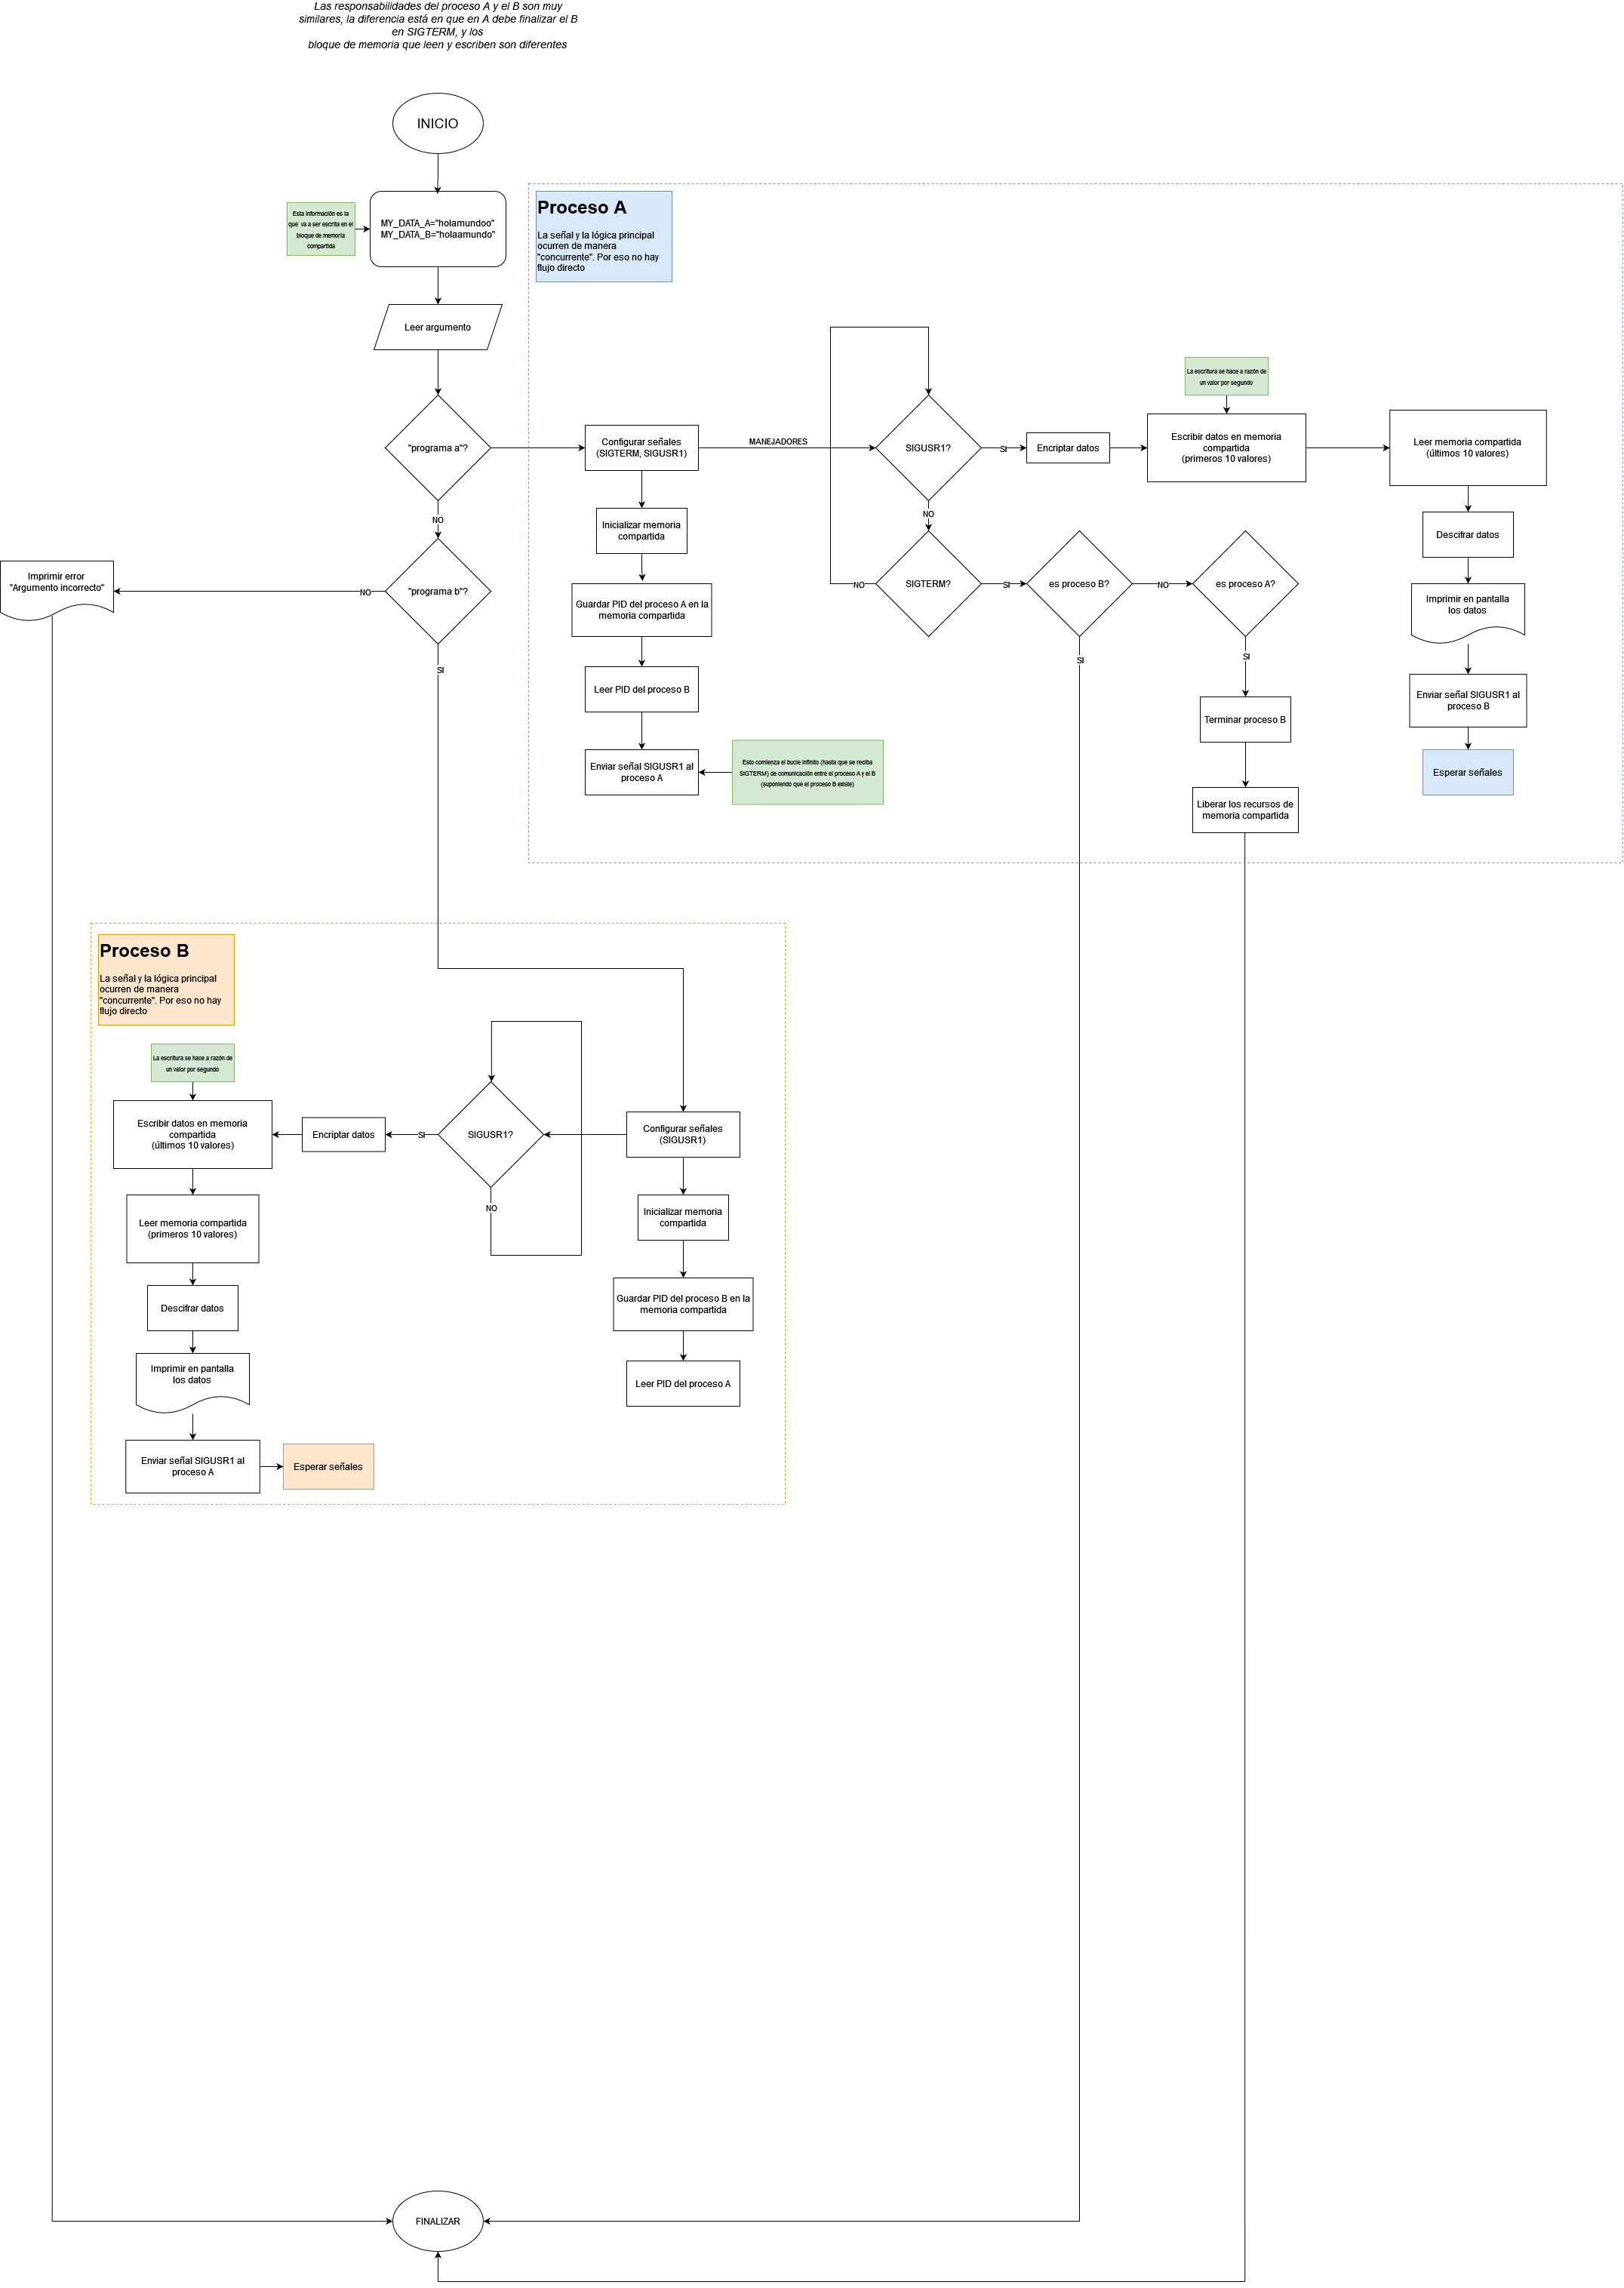 Las responsabilidades del proceso A y el B son muy
similares, la diferencia está en que en A debe finalizar el B
en SIGTERM, y los
bloque de memoria que leen y escriben son diferentes
INICIO
Esta información es la
que va a ser escrita en el
bloque de memoria
compartida
MY_DATA_A="holamundoo"
MY_DATA_B="holaamundo"
Leer argumento
"programa a"?
NO
"programa b"?
NO
SI
Imprimir error
"Argumento incorrecto"
Proceso A
La señal y la lógica principal
ocurren de manera
"concurrente". Por eso no hay
flujo directo
Configurar señales
(SIGTERM, SIGUSR1)
MANEJADORES
Inicializar memoria
compartida
Guardar PID del proceso A en la
memoria compartida
Leer PID del proceso B
Enviar señal SIGUSR1 al
proceso A
Esto comienza el bucle infinito (hasta que se reciba
SIGTERM) de comunicación entre el proceso A y el B
(suponiendo que el proceso B existe)
SIGUSR1?
SI
NO
Encriptar datos
La escritura se hace a razón de
un valor por segundo
Escribir datos en memoria
compartida
(primeros 10 valores)
Leer memoria compartida
(últimos 10 valores)
Descifrar datos
Imprimir en pantalla
los datos
Enviar señal SIGUSR1 al
proceso B
Esperar señales
SIGTERM?
NO
SI
es proceso B?
NO
SI
es proceso A?
SI
Terminar proceso B
Liberar los recursos de
memoria compartida
Proceso B
La señal y la lógica principal
ocurren de manera
"concurrente". Por eso no hay
flujo directo
Configurar señales
(SIGUSR1)
Inicializar memoria
compartida
Guardar PID del proceso B en la
memoria compartida
Leer PID del proceso A
SIGUSR1?
SI
NO
Encriptar datos
La escritura se hace a razón de
un valor por segundo
Escribir datos en memoria
compartida
(últimos 10 valores)
Leer memoria compartida
(primeros 10 valores)
Descifrar datos
Imprimir en pantalla
los datos
Enviar señal SIGUSR1 al
proceso A
Esperar señales
FINALIZAR